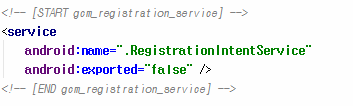 <!-- [START gcm_registration_service] -->
<service
android:name=".RegistrationIntentService"
android:exported="false" />
<!-- [END gcm_registration_service] -->